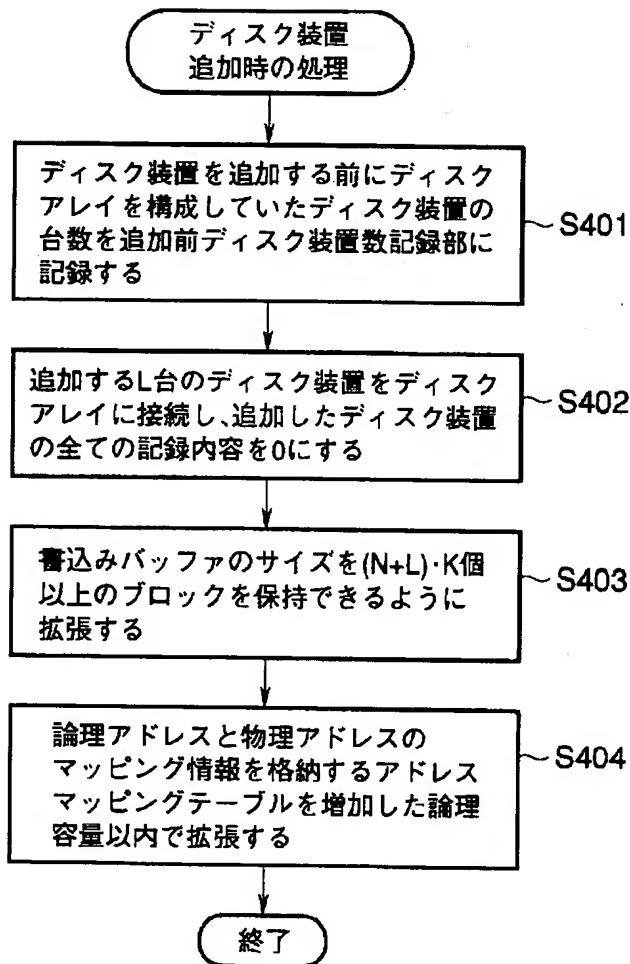 ディスク装置
追加時の処理
ディスク装置を追加する前にディスク
アレイを構成していたディスク装置の
台数を追加前ディスク装置数記録部に
記録する
S401
追加するL台のディスク装置をディスク
アレイに接続し、追加したディスク装置
の全ての記録内容を0にする
S402
書込みバッファのサイズを(N+L)·K個
以上のブロックを保持できるように
拡張する
S403
論理アドレスと物理アドレスの
マッピング情報を格納するアドレス
マッピングテーブルを増加した論理
容量以内で拡張する
S404
終了